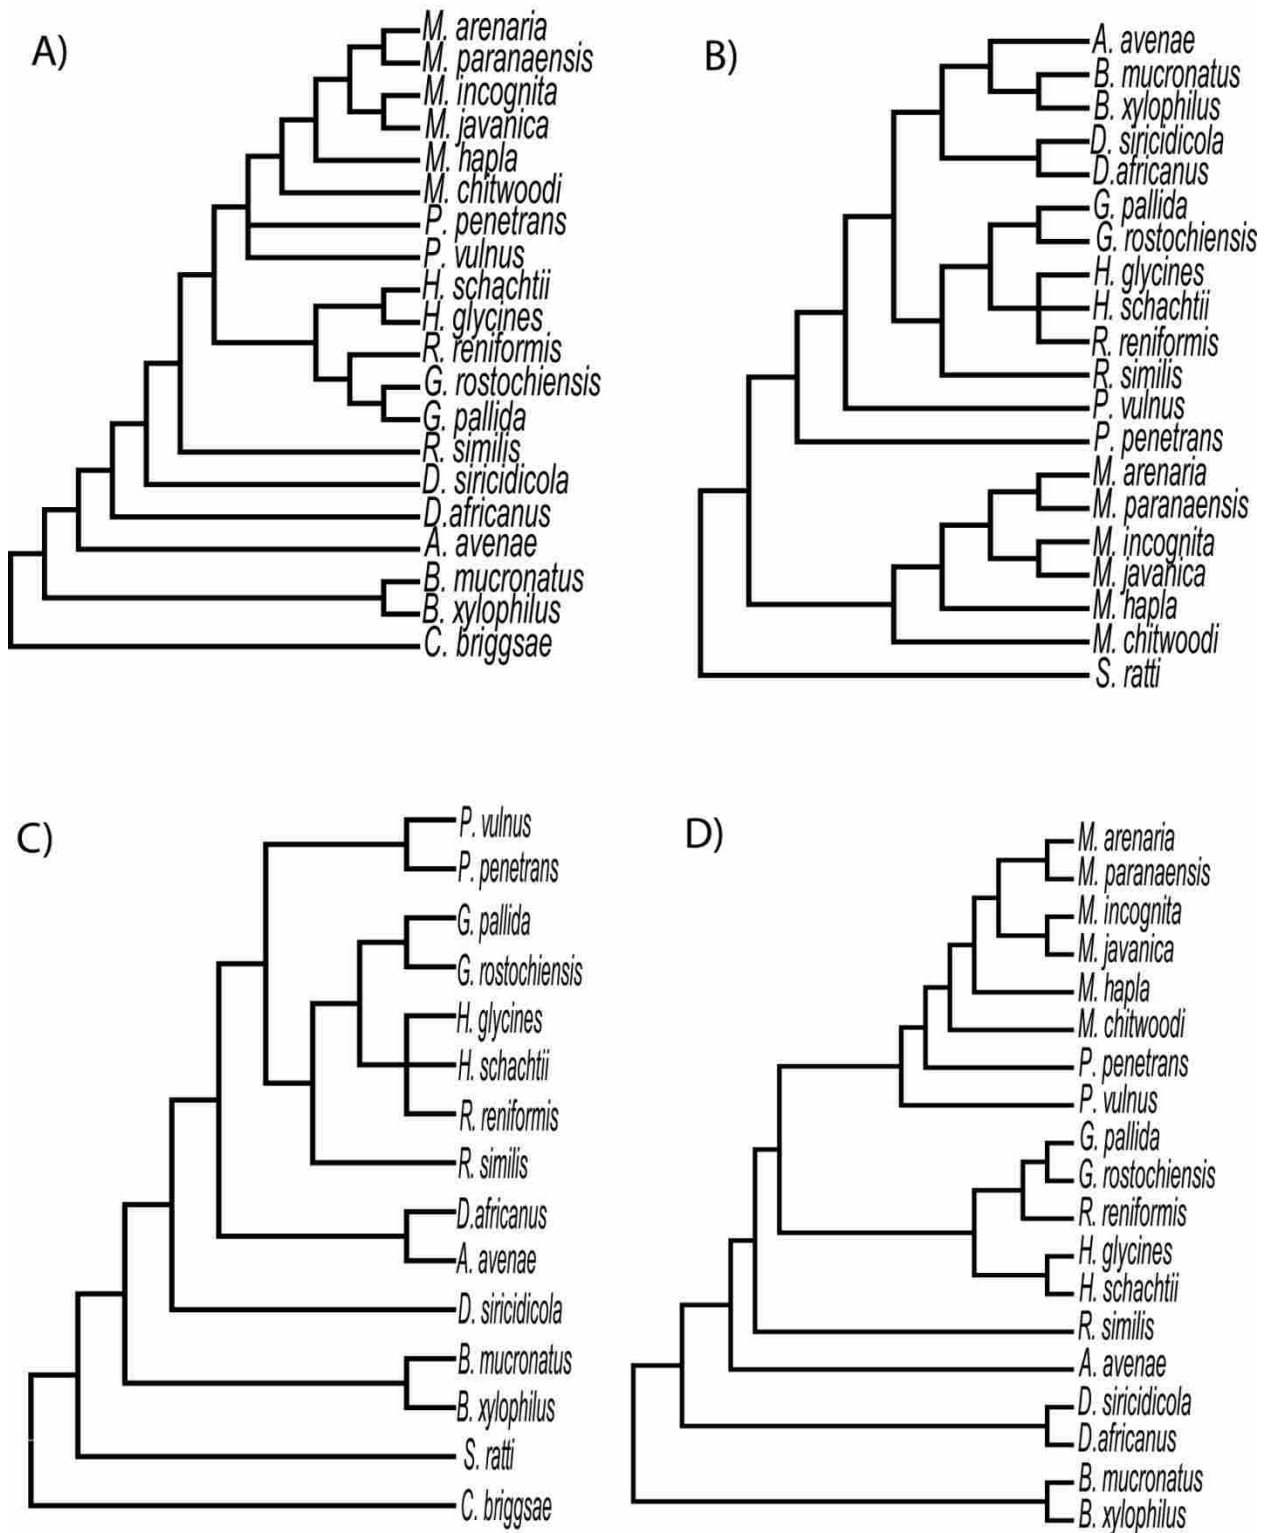 A)
M. arenaria
M. paranaensis
M. incognita
M. javanica
M. hapla
M. chitwoodi
P. penetrans
P. vulnus
H. schachtii
H. glycines
R. reniformis
G. rostochiensis
G. pallida
R. similis
D. siricidicola
D.africanus
A. avenae
B. mucronatus
B. xylophilus
C. briggsae
B)
A. avenae
B. mucronatus
B. xylophilus
D. siricidicola
D.africanus
G. pallida
G. rostochiensis
H. glycines
H. schachtii
R. reniformis
R. similis
P. vulnus
P. penetrans
M. arenaria
M. paranaensis
M. incognita
M. javanica
M. hapla
M. chitwoodi
S. ratti
C)
P. vulnus
P. penetrans
G. pallida
G. rostochiensis
H. glycines
H. schachtii
R. reniformis
R. similis
D.africanus
A. avenae
D. siricidicola
B. mucronatus
B. xylophilus
S. ratti
C. briggsae
D)
M. arenaria
M. paranaensis
M. incognita
M. javanica
M. hapla
M. chitwoodi
P. penetrans
P. vulnus
G. pallida
G. rostochiensis
R. reniformis
H. glycines
H. schachtii
R. similis
A. avenae
D. siricidicola
D.africanus
B. mucronatus
B. xylophilus